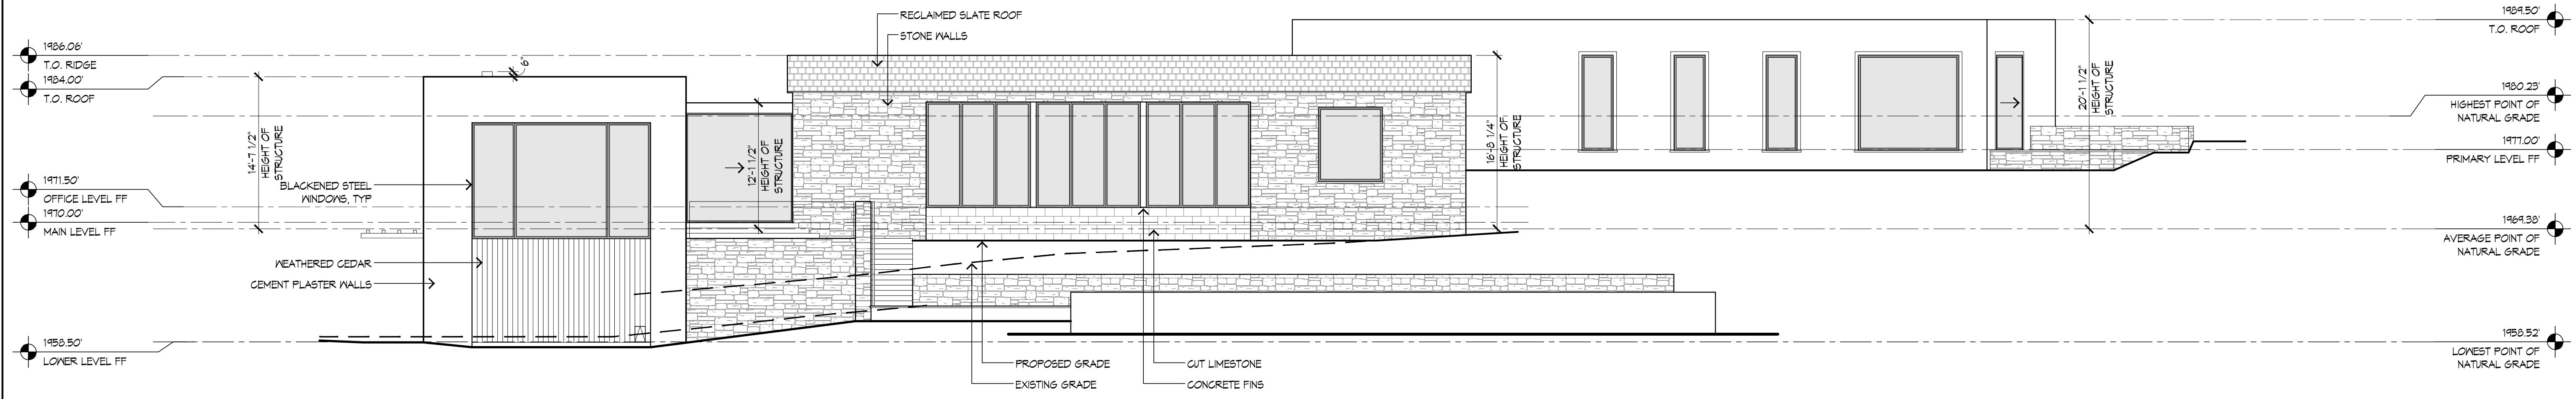 RECLAIMED SLATE ROOF
STONE WALLS
1986.06'
T.O. RIDGE
1984.00'
T.O. ROOF
1971.50'
OFFICE LEVEL FF
1970.00'
MAIN LEVEL FF
1958.50'
LOWER LEVEL FF
14'-7 1/2"
HEIGHT OF
STRUCTURE
6"
BLACKENED STEEL
WINDOWS, TYP
WEATHERED CEDAR
CEMENT PLASTER WALLS
12'-1 1/2"
HEIGHT OF
STRUCTURE
PROPOSED GRADE
EXISTING GRADE
CUT LIMESTONE
CONCRETE FINS
16'-8 1/4"
HEIGHT OF
STRUCTURE
20'-1 1/2"
HEIGHT OF
STRUCTURE
1989.50'
T.O. ROOF
1980.23'
HIGHEST POINT OF
NATURAL GRADE
1977.00'
PRIMARY LEVEL FF
1969.38'
AVERAGE POINT OF
NATURAL GRADE
1958.52'
LOWEST POINT OF
NATURAL GRADE